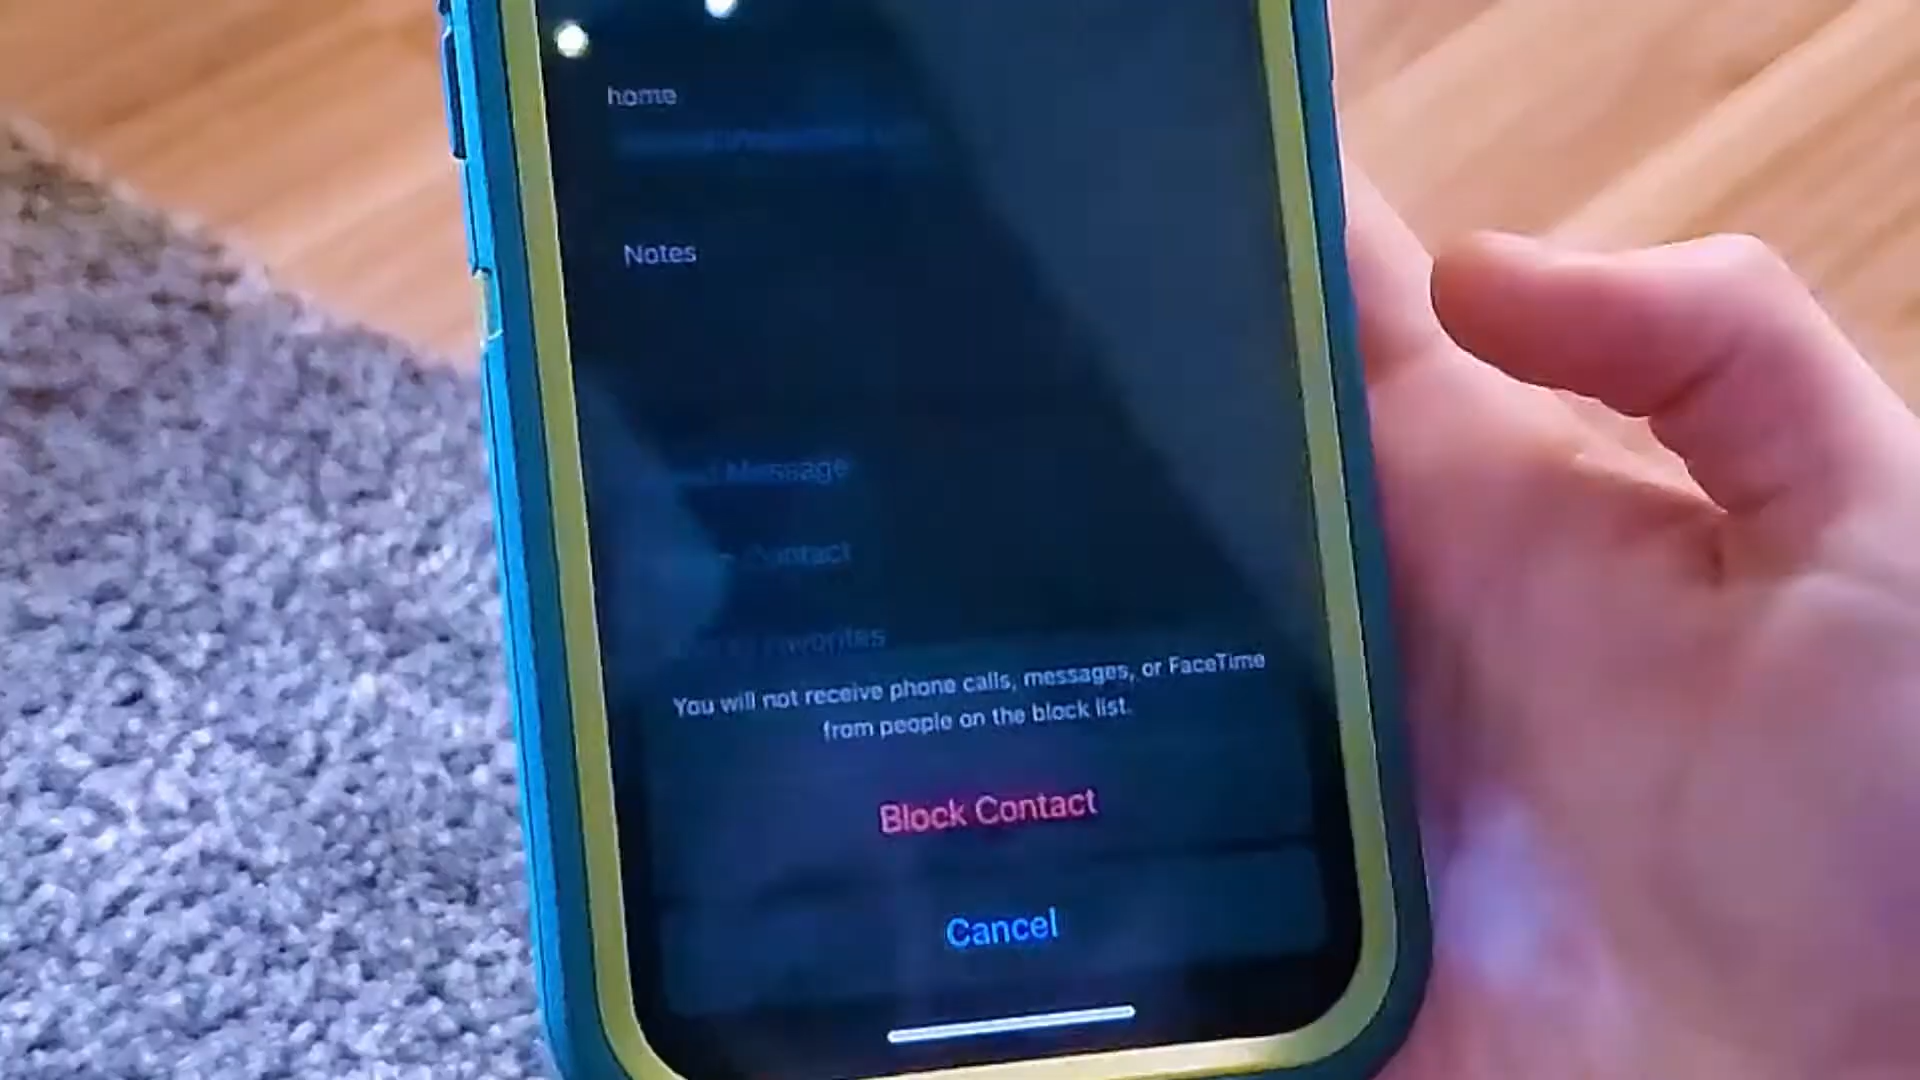 home
Notes
Message
Contact
Favorites
You will not receive phone calls, messages, or FaceTime
from people on the block list.
Block Contact
Cancel